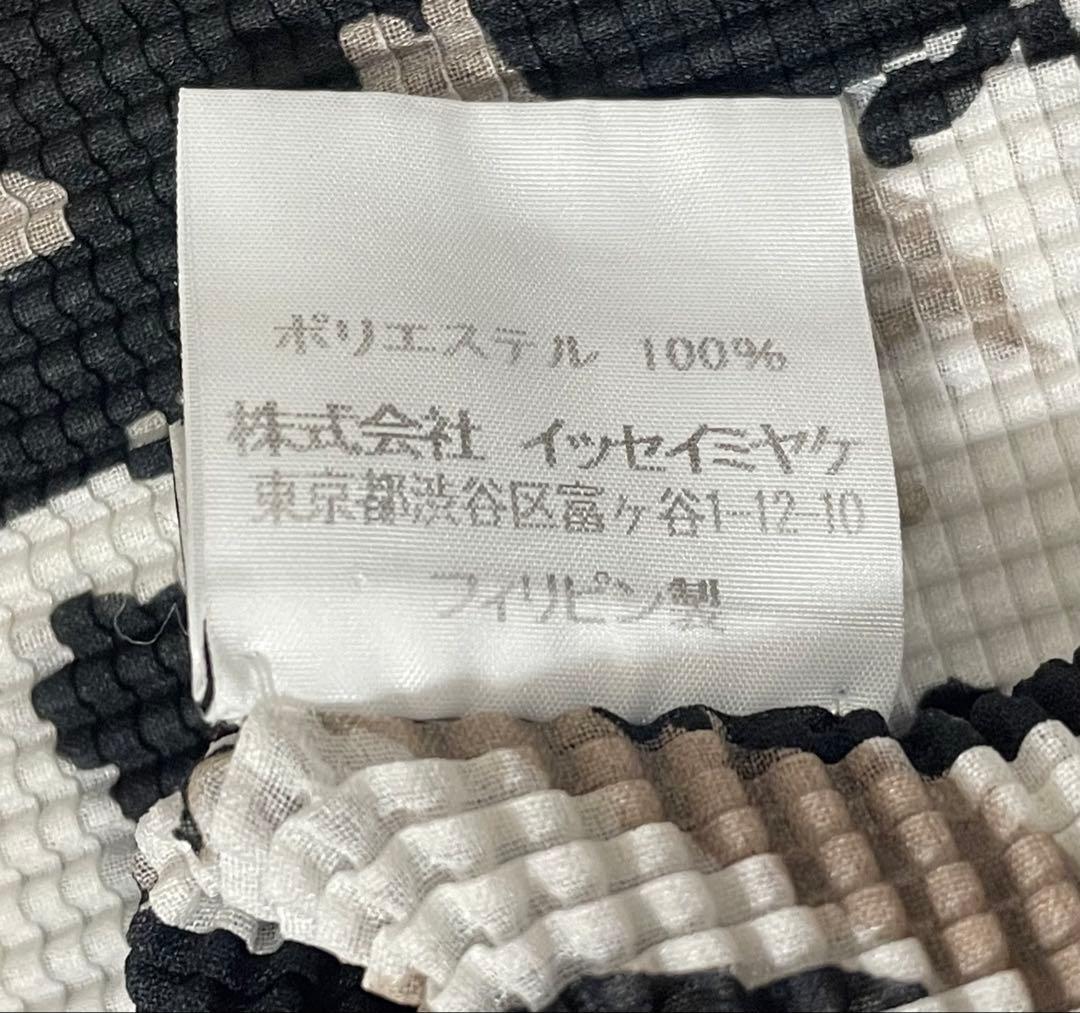 ポリエステル 100%
株式会社 イッセイミヤケ
東京都渋谷区富ヶ谷1-12-10
フィリピン製